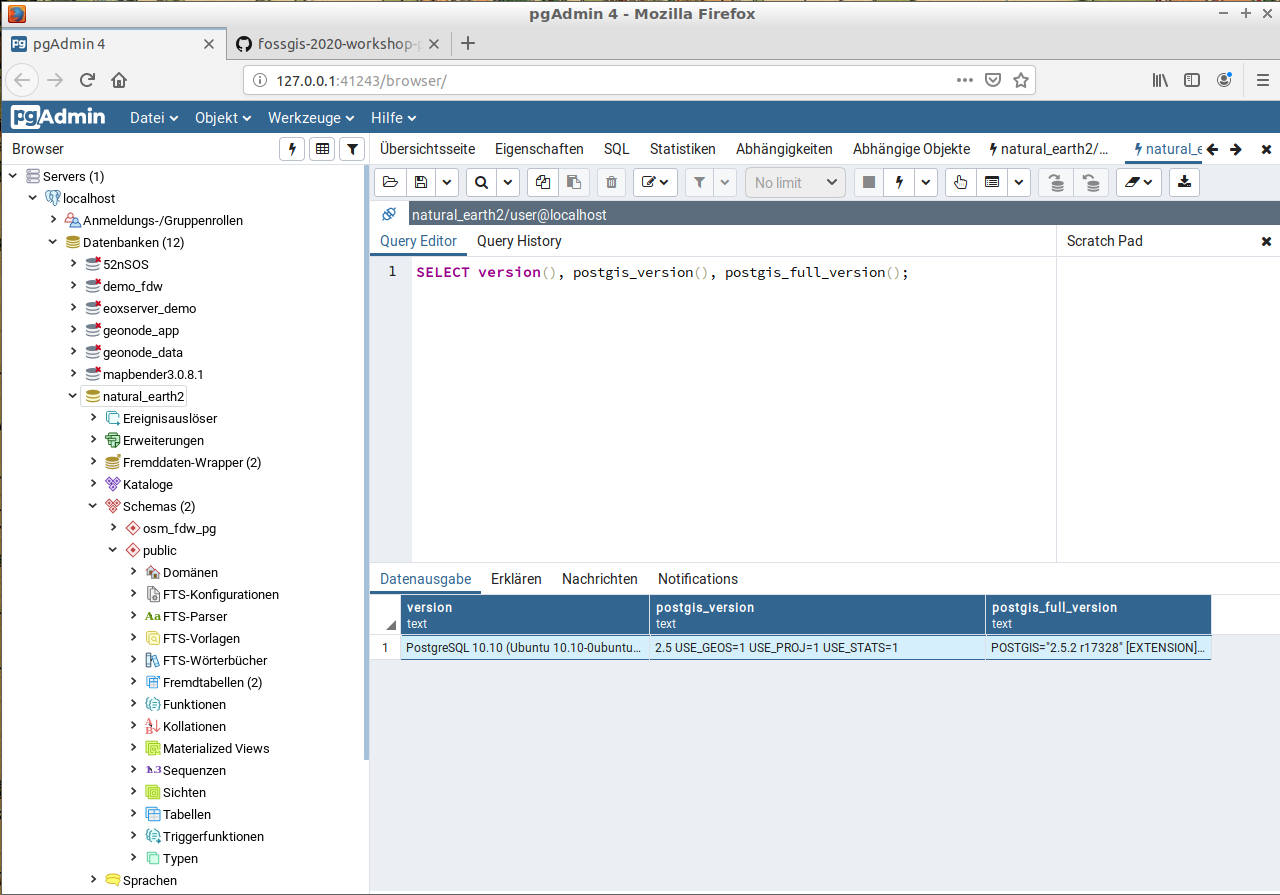 pgAdmin 4 - Mozilla Firefox
pgAdmin 4
fossgis-2020-workshop-p
127.0.0.1:41243/browser/
pgAdmin Datei Objekt Werkzeuge Hilfe
Browser
Übersichtsseite Eigenschaften SQL Statistiken Abhängigkeiten Abhängige Objekte natural_earth2/... natural_e
No limit
natural_earth2/user@localhost
Query Editor Query History
Scratch Pad
1 SELECT version(), postgis_version(), postgis_full_version();
Servers (1)
localhost
Anmeldungs-/Gruppenrollen
Datenbanken (12)
52nSOS
demo_fdw
eoxserver_demo
geonode_app
geonode_data
mapbender3.0.8.1
natural_earth2
Ereignisauslöser
Erweiterungen
Fremddaten-Wrapper (2)
Kataloge
Schemas (2)
osm_fdw_pg
public
Domänen
FTS-Konfigurationen
Aa FTS-Parser
FTS-Vorlagen
FTS-Wörterbücher
Fremdtabellen (2)
Funktionen
Kollationen
Materialized Views
1..3 Sequenzen
Sichten
Tabellen
Triggerfunktionen
Typen
Sprachen
Datenausgabe Erklären Nachrichten Notifications
version postgis_version postgis_full_version
text text text
1 PostgreSQL 10.10 (Ubuntu 10.10-0ubuntu... 2.5 USE_GEOS=1 USE_PROJ=1 USE_STATS=1 POSTGIS="2.5.2 r17328" [EXTENSION]...